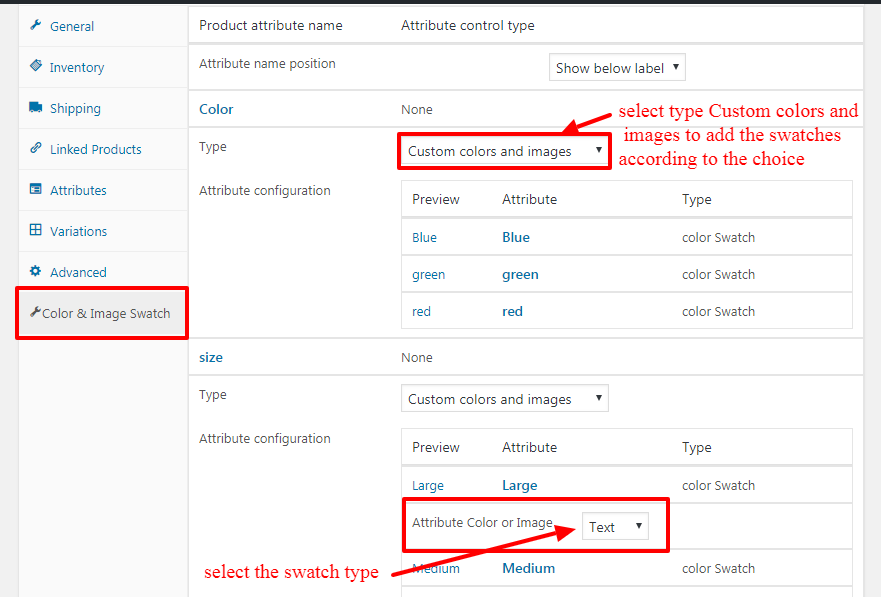 General
Inventory
Shipping
Linked Products
Attributes
Variations
Advanced
Color & Image Swatch
Product attribute name Attribute control type
Attribute name position Show below label
Color None
Type Custom colors and images
select type Custom colors and
images to add the swatches
according to the choice
Attribute configuration
Preview Attribute Type
Blue Blue color Swatch
green green color Swatch
red red color Swatch
size None
Type Custom colors and images
Attribute configuration
Preview Attribute Type
Large Large color Swatch
Attribute Color or Image Text
select the swatch type
Medium Medium color Swatch